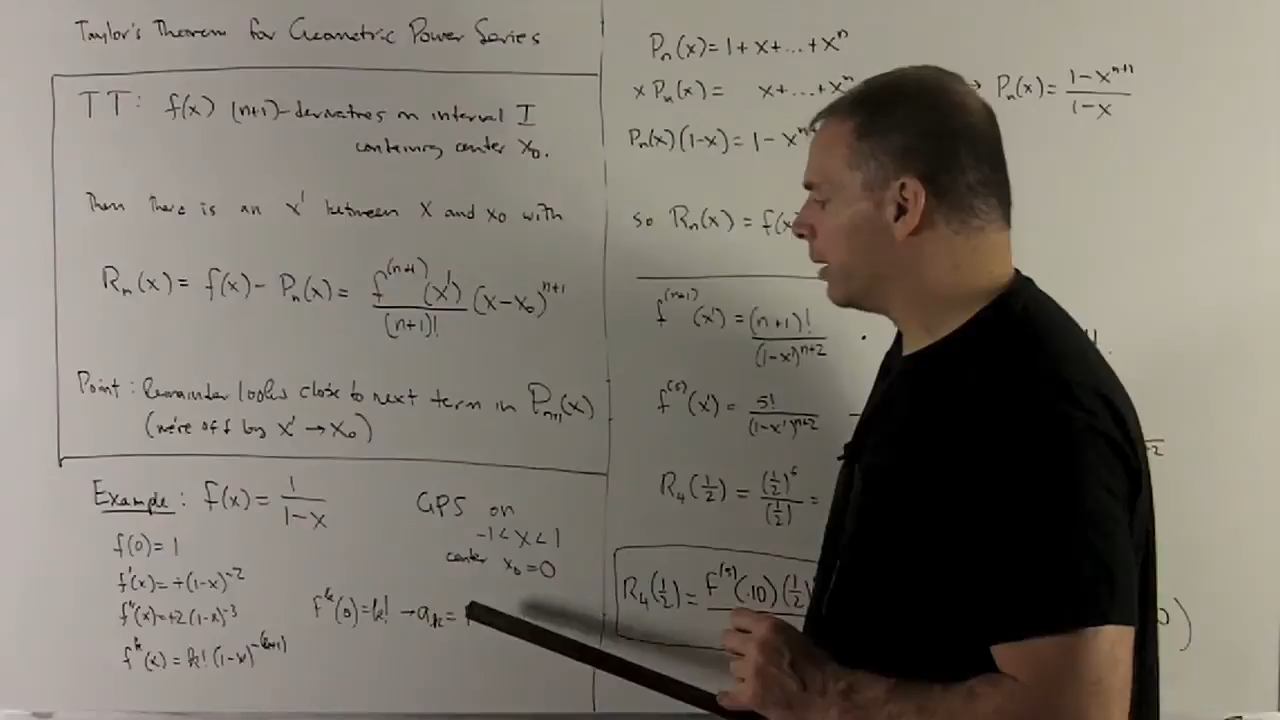 Taylor's Theorem for Geometric Power Series
TT: f(x) (n+1)-derivatives on interval I
containing center x₀.
Then there is an x' between x and x₀ with
Rₙ(x) = f(x) - Pₙ(x) = f⁽ⁿ⁺¹⁾(x')/(n+1)! (x-x₀)ⁿ⁺¹
Point: Remainder looks close to next term in Pₙ₊₁(x)
(we're off by x' → x₀)
Example: f(x) = 1/(1-x)
GPS on
-1 < x < 1
center x₀ = 0
f(0) = 1
f'(x) = +(1-x)⁻²
f''(x) = +2(1-x)⁻³
fᵏ(x) = k! (1-x)⁻⁽ᵏ⁺¹⁾
fᵏ(0) = k! → aₖ =
Pₙ(x) = 1 + x + ... + xⁿ
x Pₙ(x) = x + ... + xⁿ
Pₙ(x)(1-x) = 1 - xⁿ
→ Pₙ(x) = (1-xⁿ⁺¹)/(1-x)
so Rₙ(x) = f(x
f⁽ⁿ⁺¹⁾(x') = (n+1)!/(1-x')ⁿ⁺² ·
f⁽⁵⁾(x') = 5!/(1-x')ⁿ⁺²
R₄(1/2) = (1/2)⁶/(1/2) =
R₄(1/2) = f⁽⁵⁾(.10)(1/2)